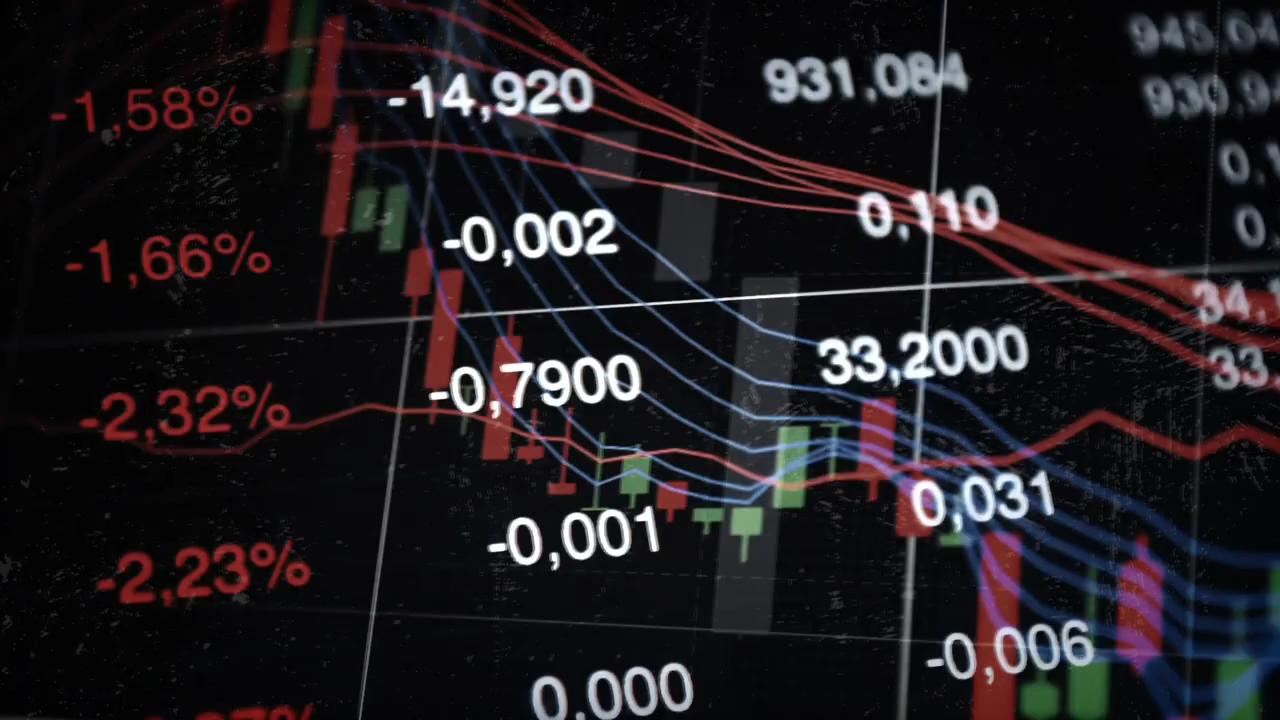 -1,58% -14,920 931,084
-1,66% -0,002 0,110
-2,32% -0,7900 33,2000
-2,23% -0,001 0,031
0,000 -0,006